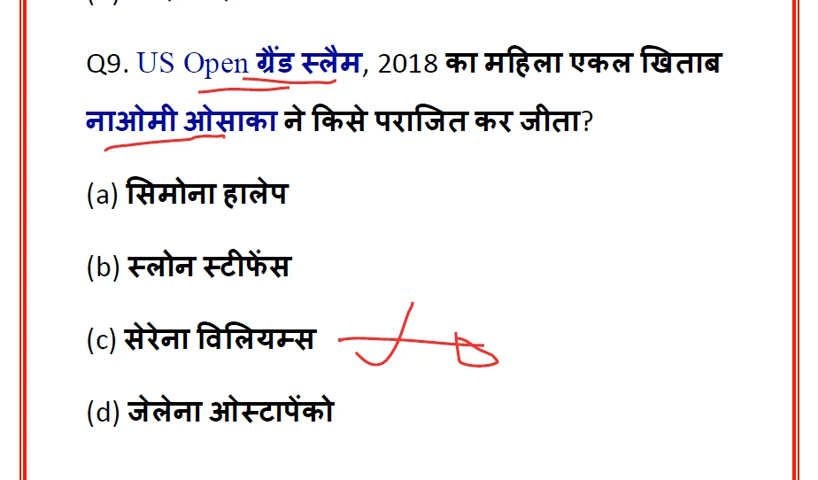 Q9. US Open ग्रैंड स्लैम, 2018 का महिला एकल खिताब
नाओमी ओसाका ने किसे पराजित कर जीता?
(a) सिमोना हालेप
(b) स्लोन स्टीफेंस
(c) सेरेना विलियम्स
(d) जेलेना ओस्टापेंको